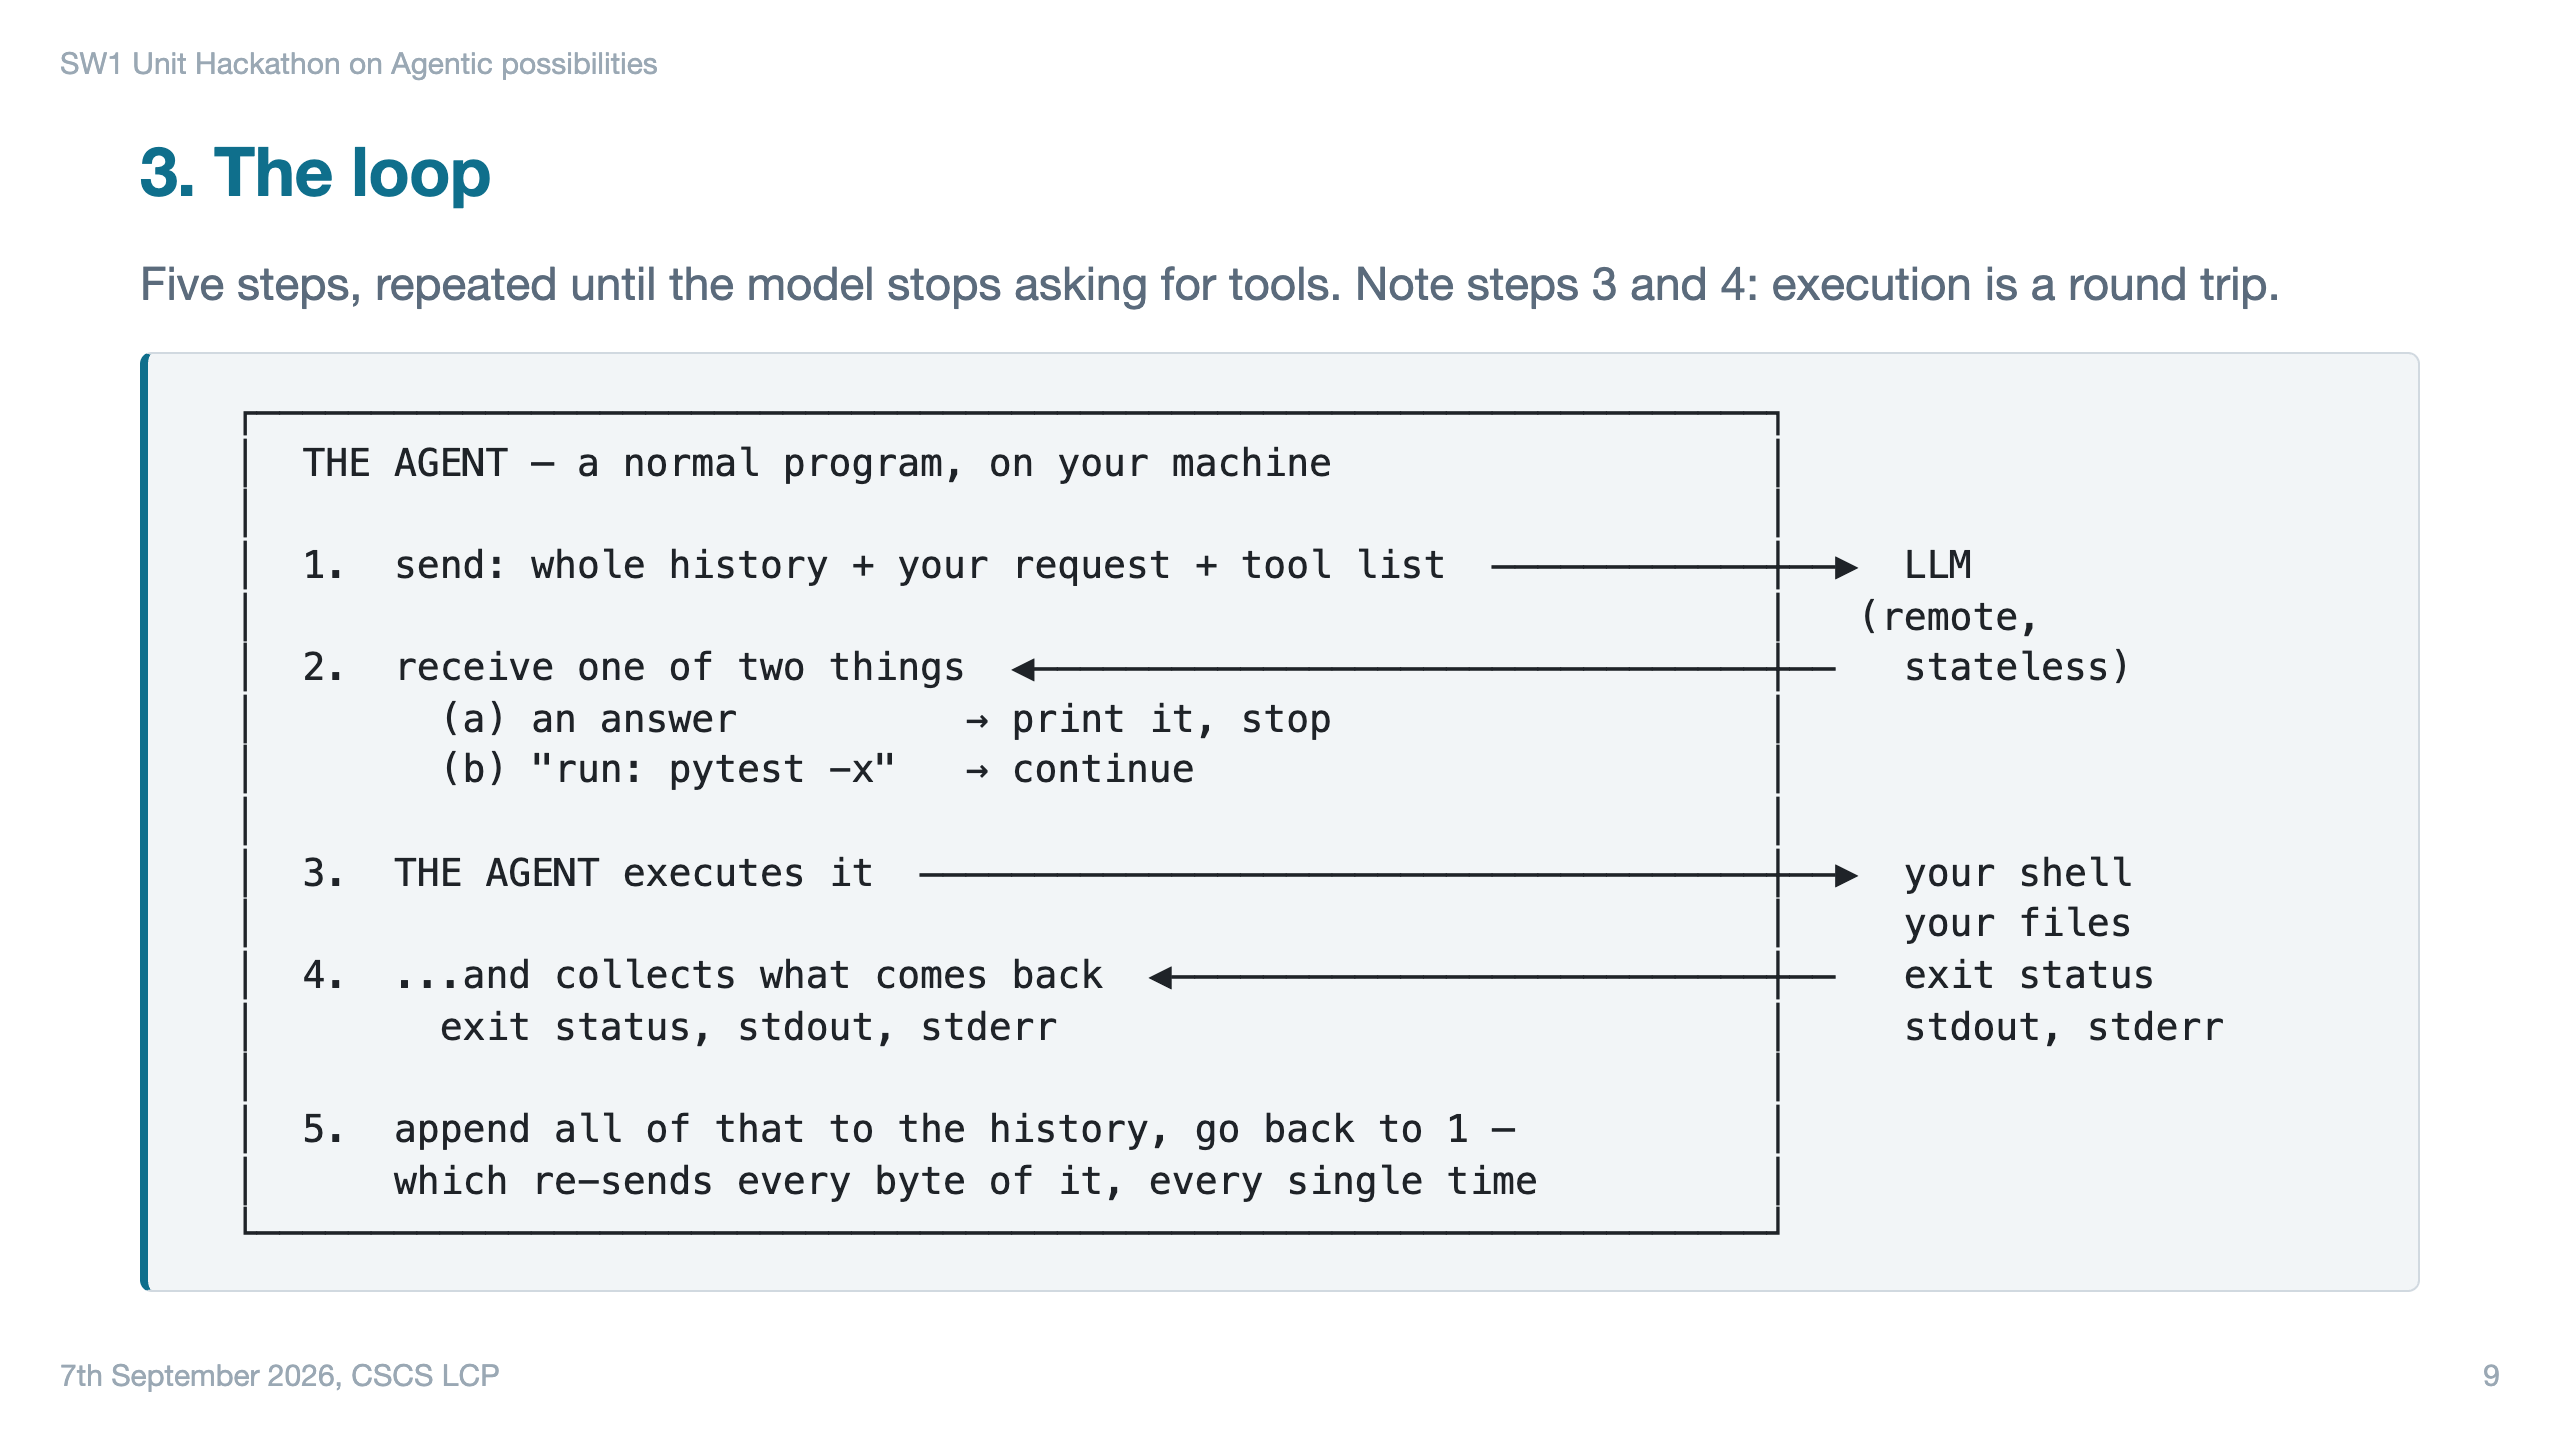 SW1 Unit Hackathon on Agentic possibilities
3. The loop
Five steps, repeated until the model stops asking for tools. Note steps 3 and 4: execution is a round trip.
THE AGENT — a normal program, on your machine
1. send: whole history + your request + tool list
LLM
(remote,
2. receive one of two things
stateless)
(a) an answer → print it, stop
(b) "run: pytest -x" → continue
3. THE AGENT executes it
your shell
your files
4. ...and collects what comes back
exit status
exit status, stdout, stderr
stdout, stderr
5. append all of that to the history, go back to 1 —
which re-sends every byte of it, every single time
7th September 2026, CSCS LCP
9